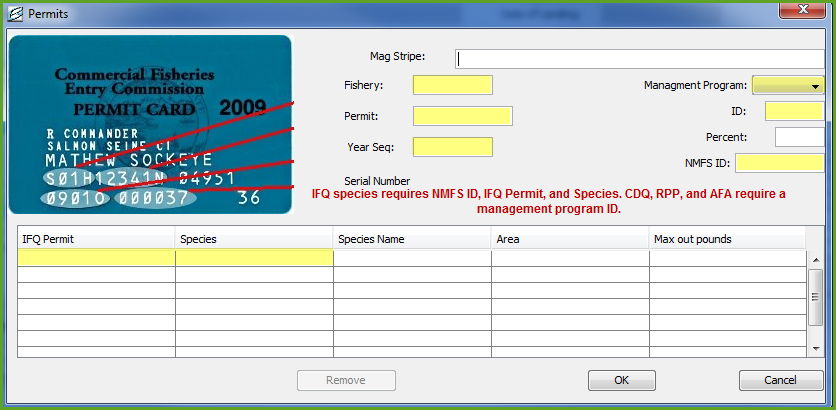 Permits
Commercial Fisheries
Entry Commission
PERMIT CARD 2009
R COMMANDER
SALMON SEINE CI
MATHEW SOCKEYE
S01H12341N 04951
09010 000037 36
Mag Stripe:
Fishery:
Managment Program:
Permit:
ID:
Year Seq:
Percent:
NMFS ID:
Serial Number
IFQ species requires NMFS ID, IFQ Permit, and Species. CDQ, RPP, and AFA require a
management program ID.
IFQ Permit Species Species Name Area Max out pounds
Remove OK Cancel